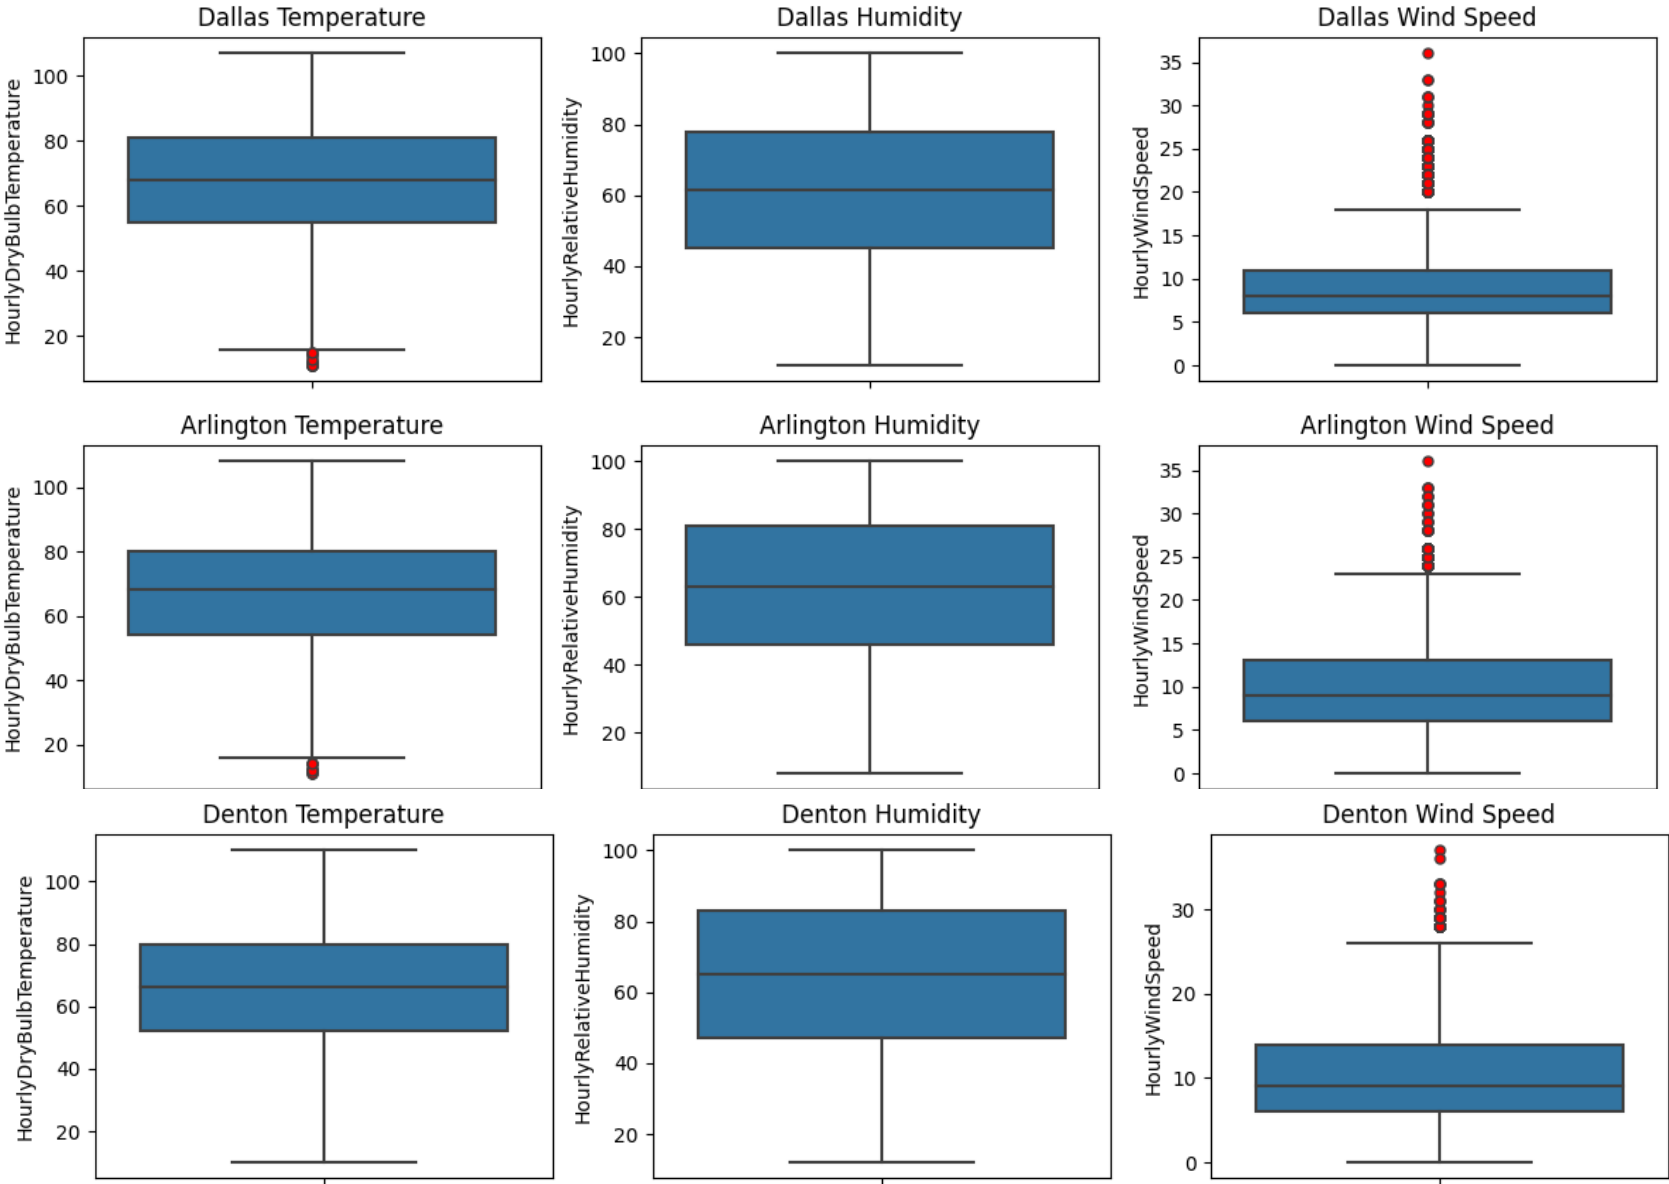 Dallas Temperature
HourlyDryBulbTemperature
100
80
60
40
20
Dallas Humidity
HourlyRelativeHumidity
100
80
60
40
20
Dallas Wind Speed
HourlyWindSpeed
35
30
25
20
15
10
5
0
Arlington Temperature
HourlyDryBulbTemperature
100
80
60
40
20
Arlington Humidity
HourlyRelativeHumidity
100
80
60
40
20
Arlington Wind Speed
HourlyWindSpeed
35
30
25
20
15
10
5
0
Denton Temperature
HourlyDryBulbTemperature
100
80
60
40
20
Denton Humidity
HourlyRelativeHumidity
100
80
60
40
20
Denton Wind Speed
HourlyWindSpeed
30
20
10
0